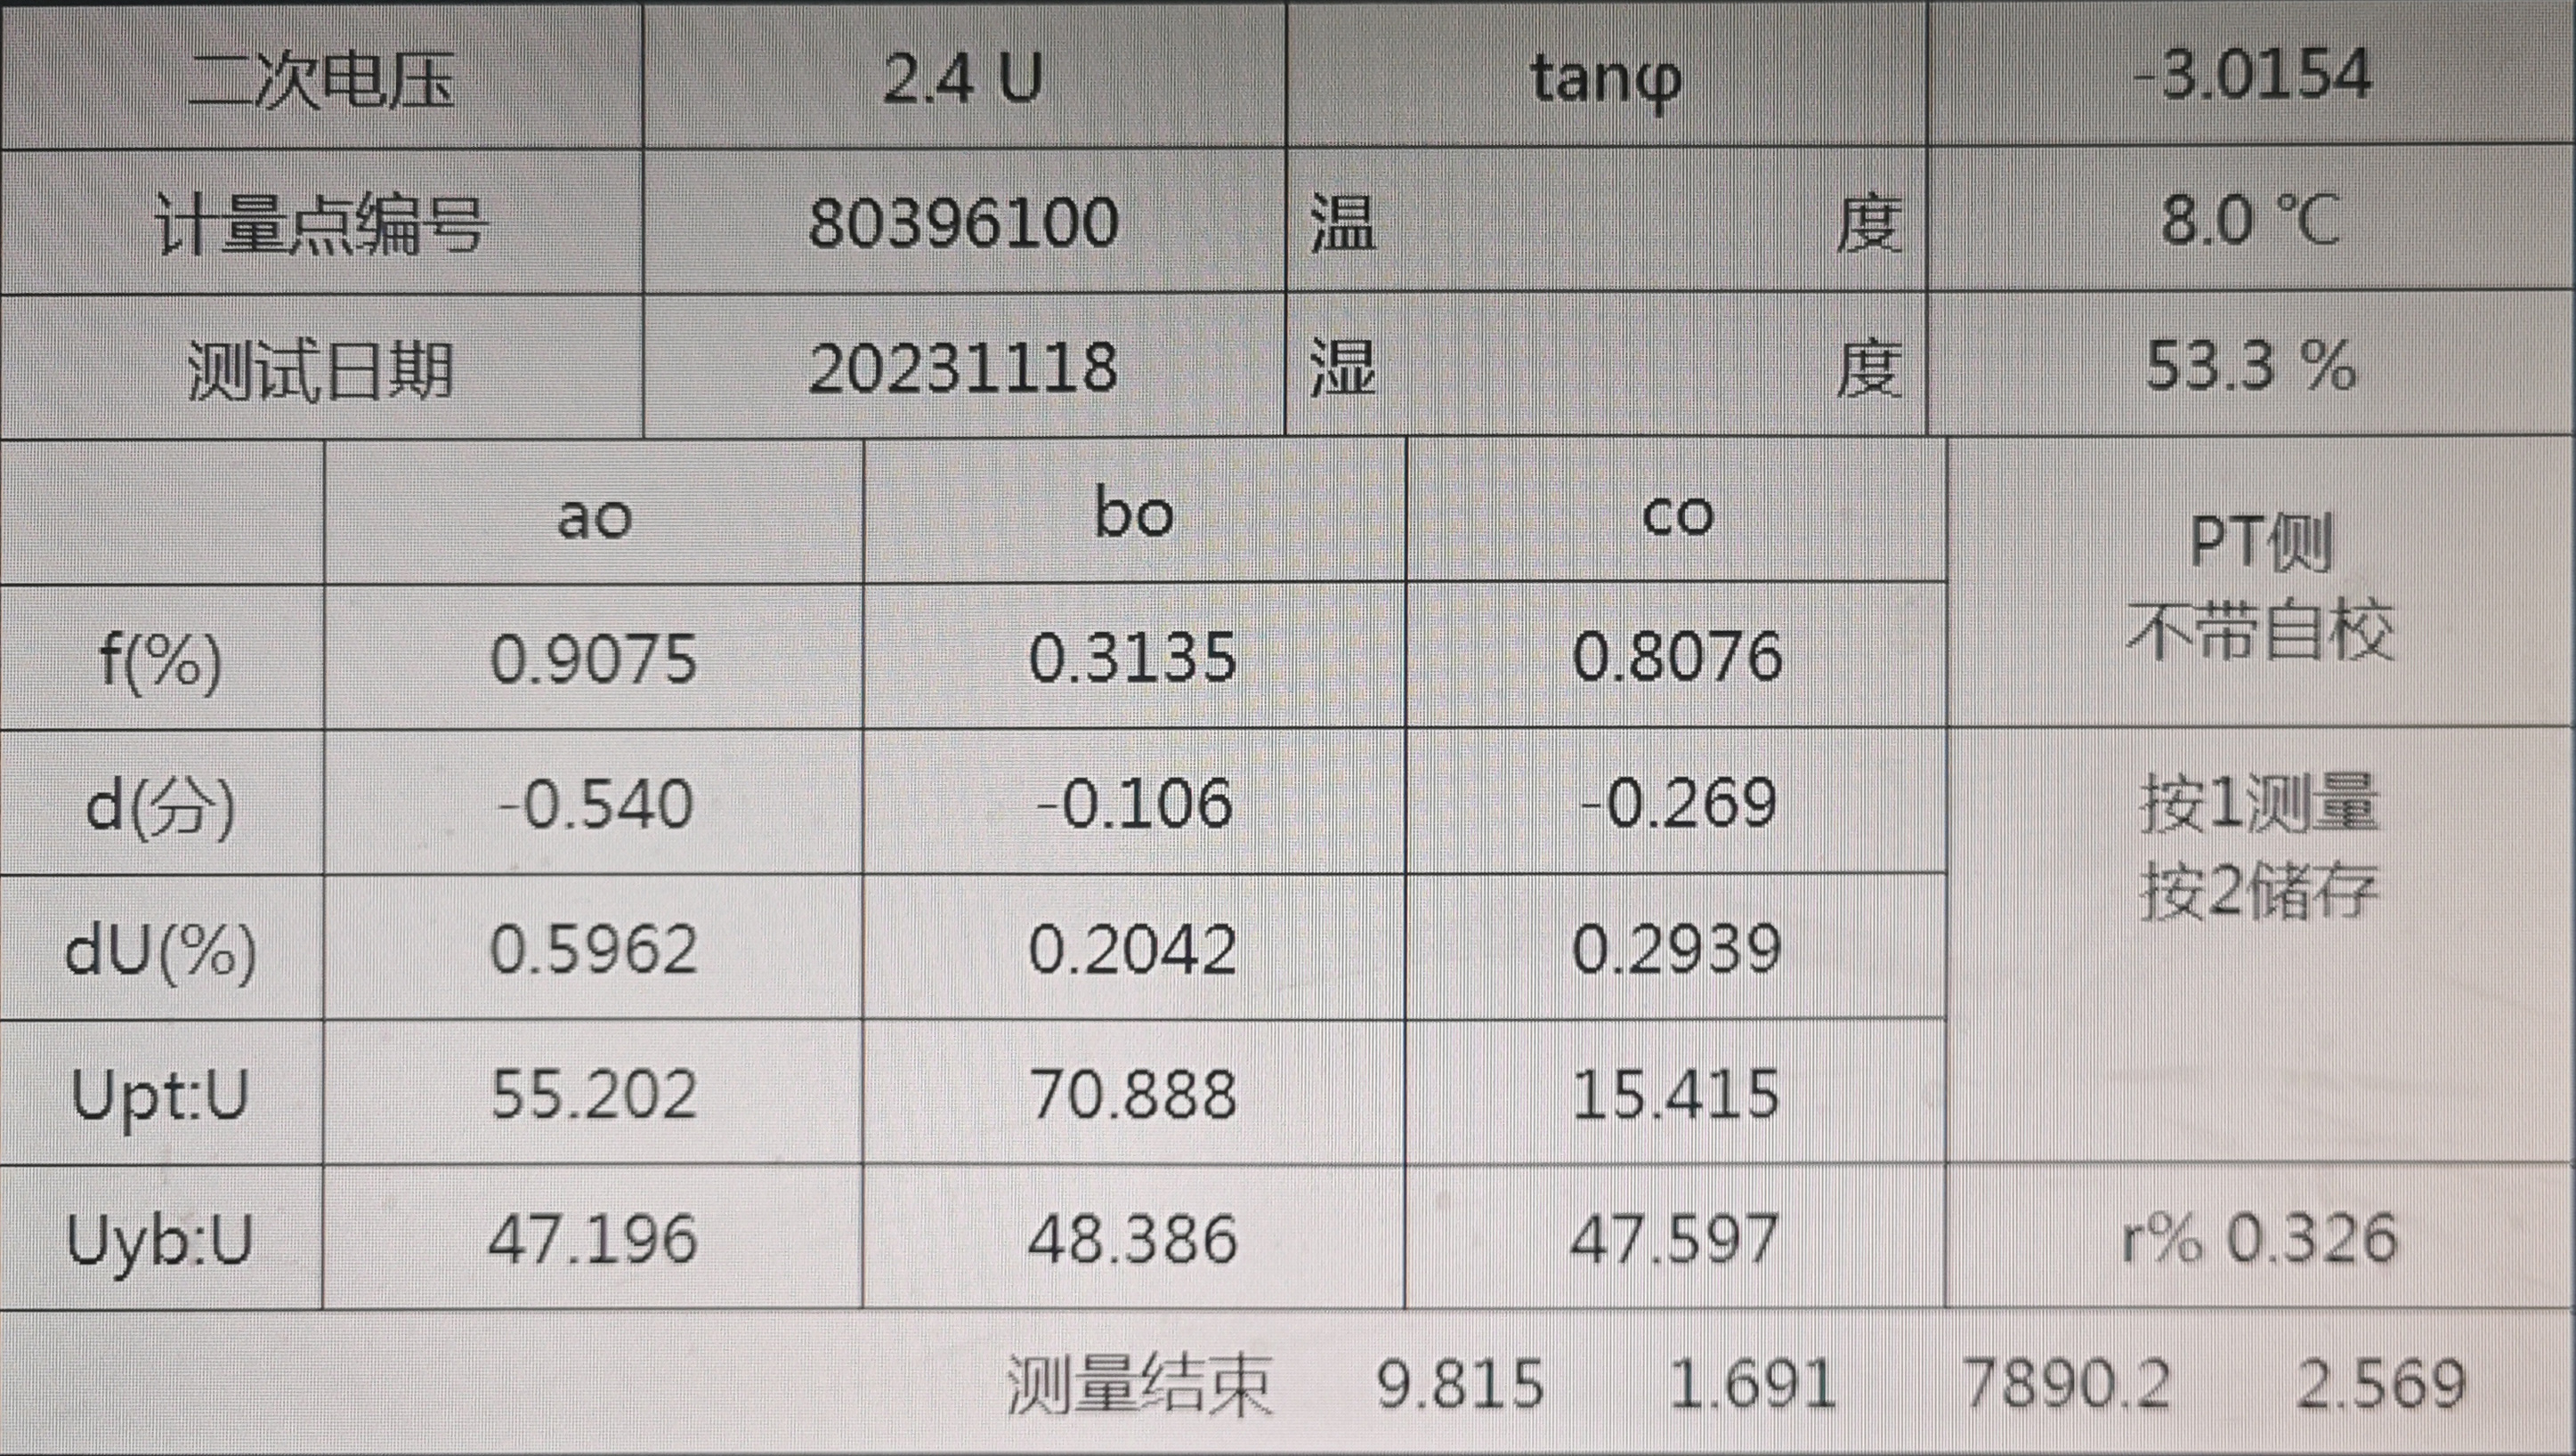 二次电压 2.4 U tanφ -3.0154
计量点编号 80396100 温 度 8.0 ℃
测试日期 20231118 湿 度 53.3 %
ao bo co PT侧
不带自校
f(%) 0.9075 0.3135 0.8076
d(分) -0.540 -0.106 -0.269 按1测量
按2储存
dU(%) 0.5962 0.2042 0.2939
Upt:U 55.202 70.888 15.415
Uyb:U 47.196 48.386 47.597 r% 0.326
测量结束 9.815 1.691 7890.2 2.569